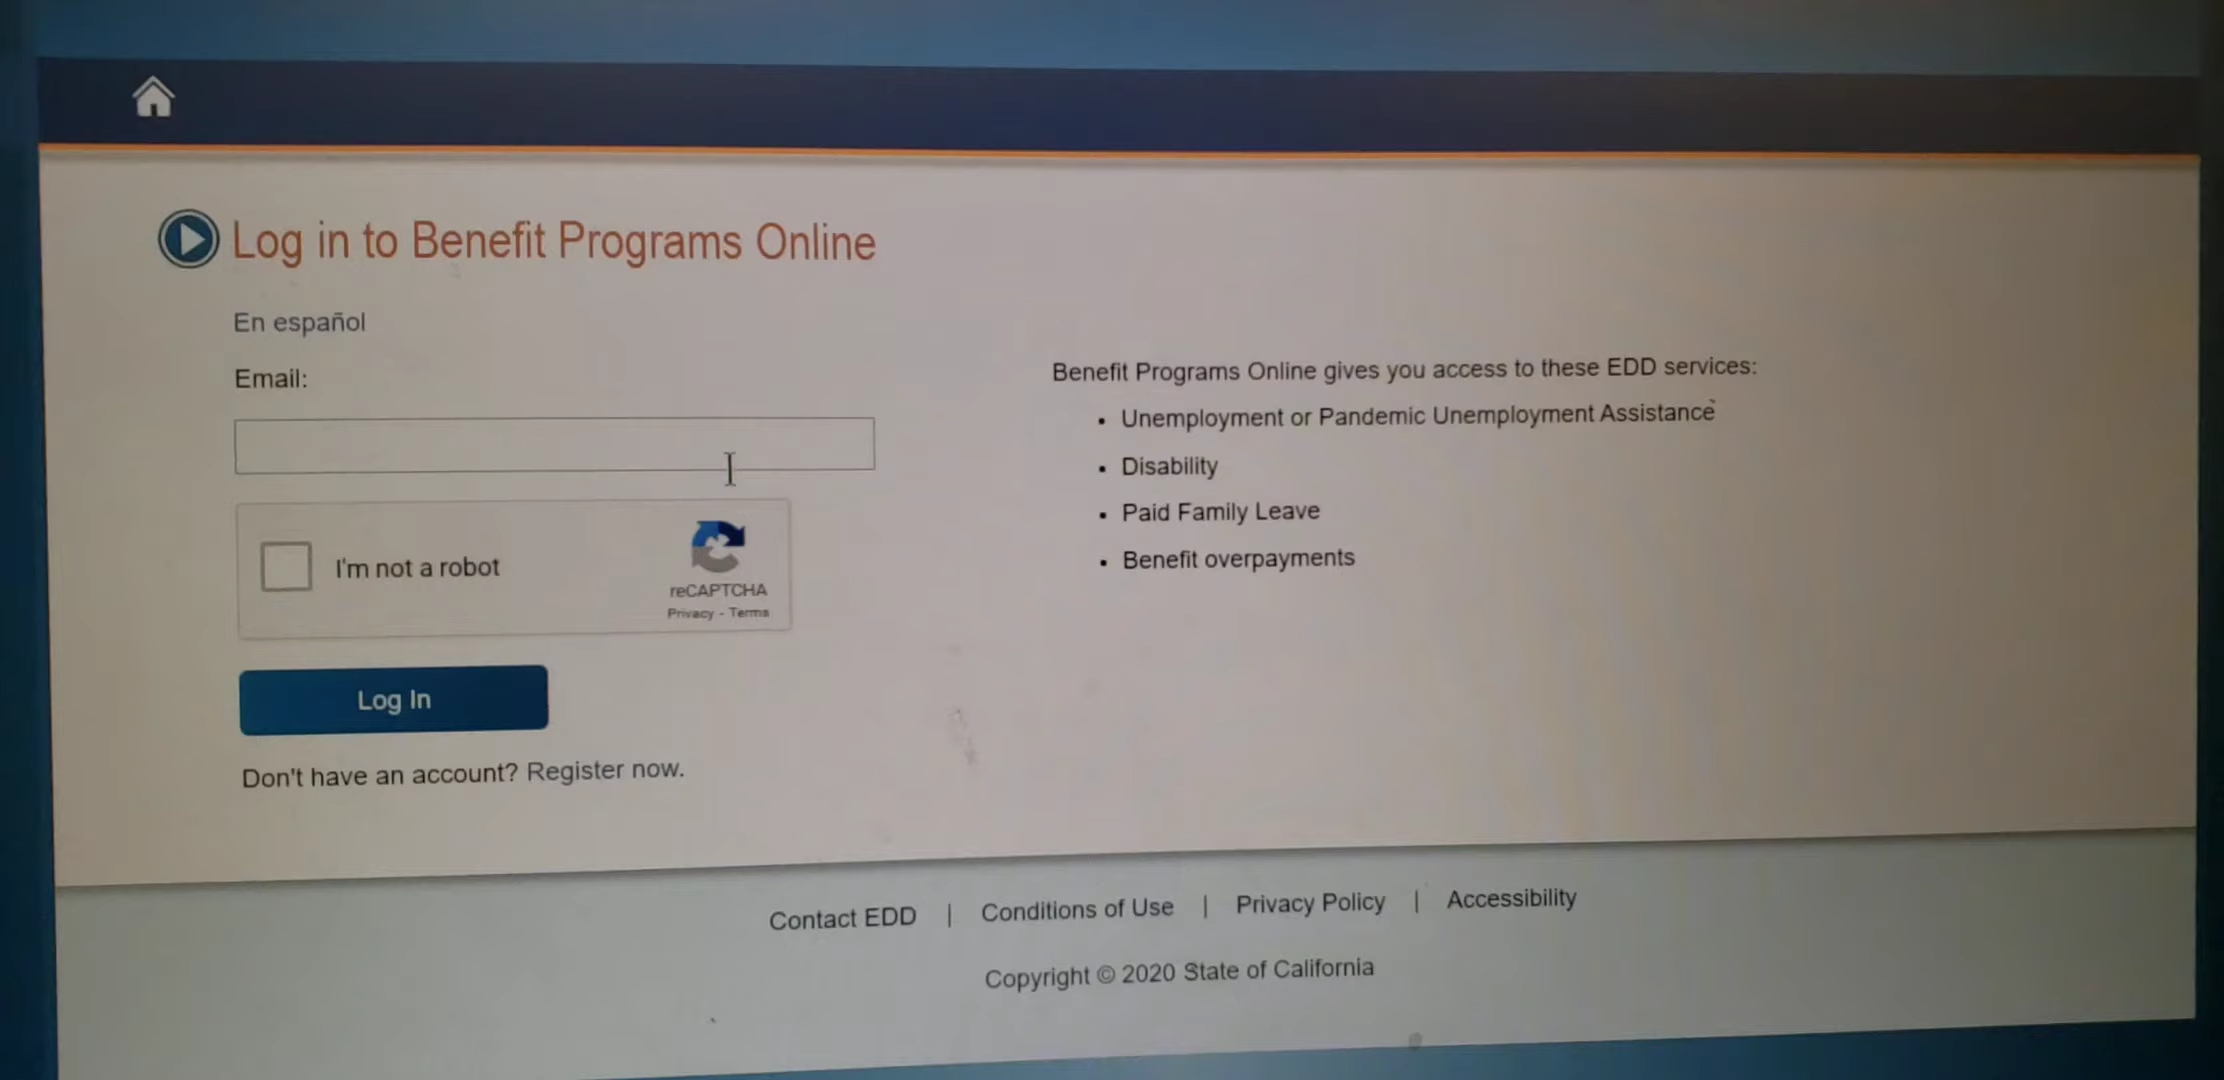 Log in to Benefit Programs Online
En español
Email:
I'm not a robot
reCAPTCHA
Privacy - Terms
Log In
Don't have an account? Register now.
Benefit Programs Online gives you access to these EDD services:
• Unemployment or Pandemic Unemployment Assistance
• Disability
• Paid Family Leave
• Benefit overpayments
Contact EDD | Conditions of Use | Privacy Policy | Accessibility
Copyright © 2020 State of California